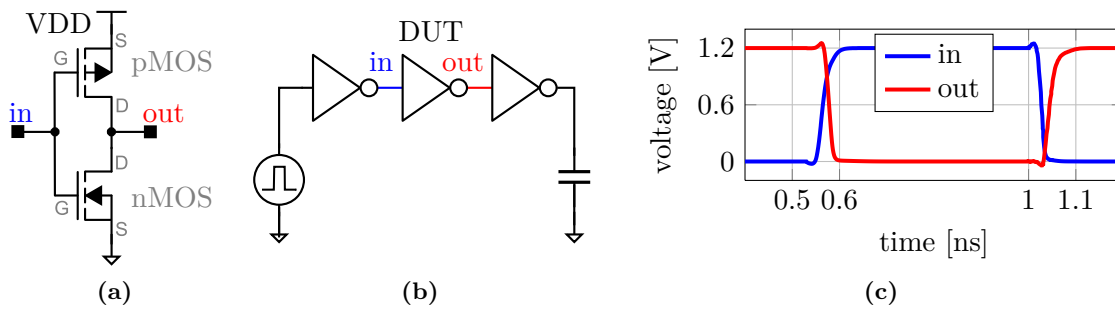 VDD
S
G
pMOS
D
in
out
D
G
nMOS
S
(a)
DUT
in
out
(b)
voltage [V]
1.2
0.6
0
in
out
0.5
0.6
1
1.1
time [ns]
(c)